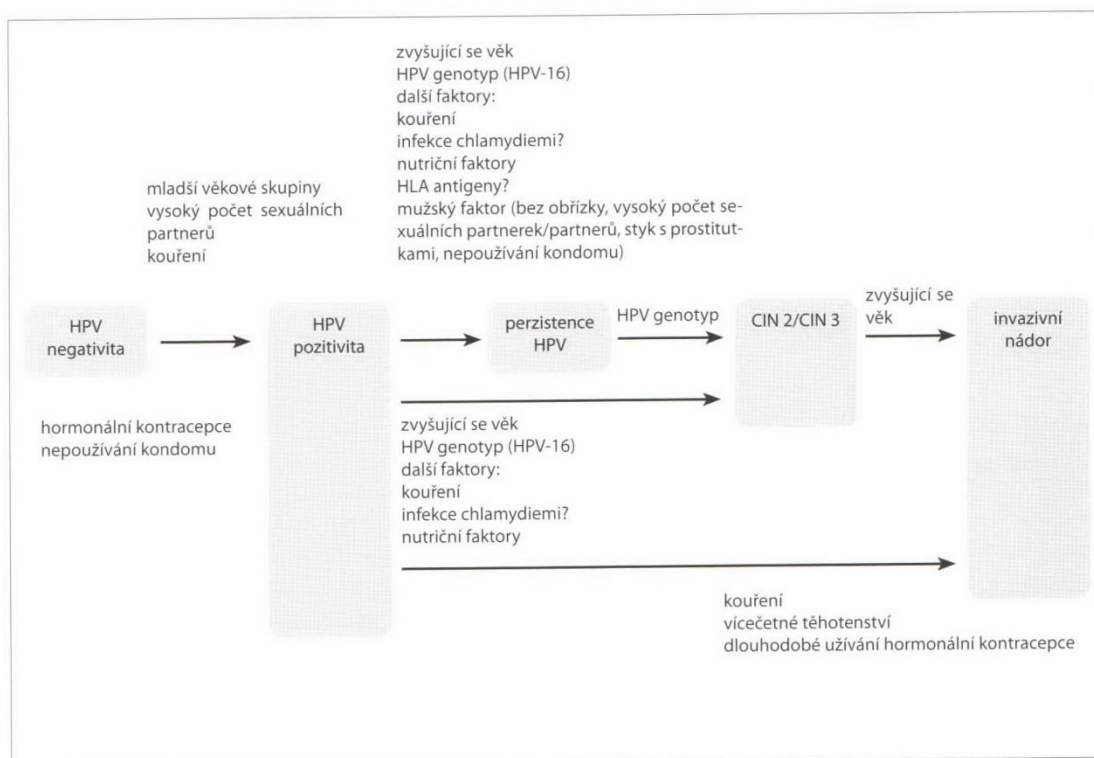 zvyšující se věk
HPV genotyp (HPV-16)
další faktory:
kouření
infekce chlamydiemi?
nutriční faktory
HLA antigeny?
mužský faktor (bez obřízky, vysoký počet se-
xuálních partnerek/partnerů, styk s prostitut-
kami, nepoužívání kondomu)
mladší věkové skupiny
vysoký počet sexuálních
partnerů
kouření
HPV
negativita
HPV
pozitivita
perzistence
HPV
HPV genotyp
CIN 2/CIN 3
zvyšující se
věk
invazivní
nádor
hormonální kontracepce
nepoužívání kondomu
zvyšující se věk
HPV genotyp (HPV-16)
další faktory:
kouření
infekce chlamydiemi?
nutriční faktory
kouření
vícečetné těhotenství
dlouhodobé užívání hormonální kontracepce